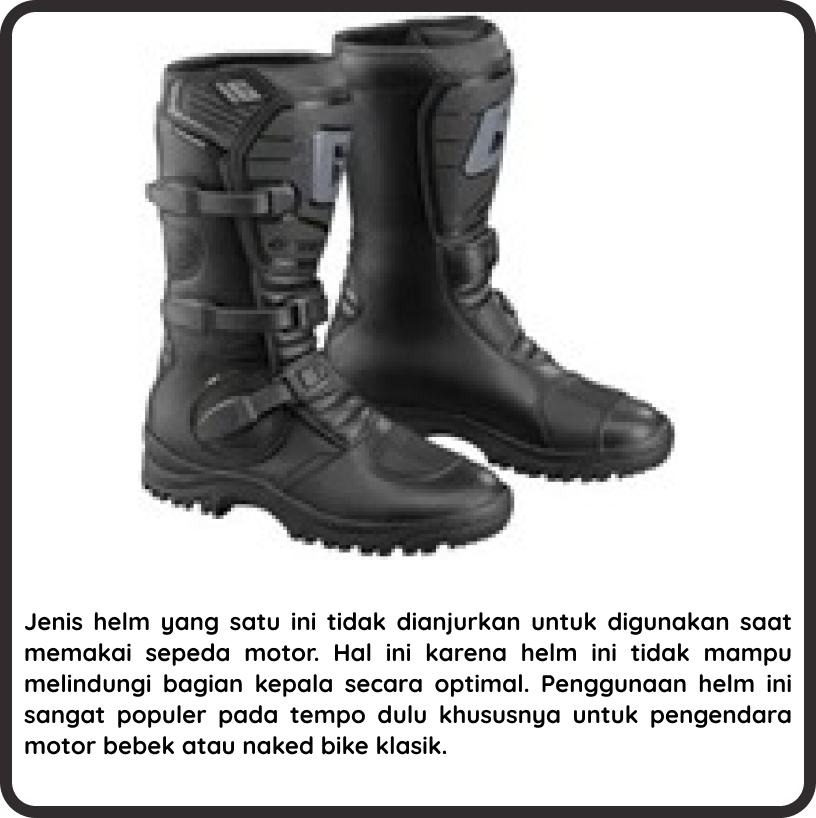 Jenis helm yang satu ini tidak dianjurkan untuk digunakan saat
memakai sepeda motor. Hal ini karena helm ini tidak mampu
melindungi bagian kepala secara optimal. Penggunaan helm ini
sangat populer pada tempo dulu khususnya untuk pengendara
motor bebek atau naked bike klasik.